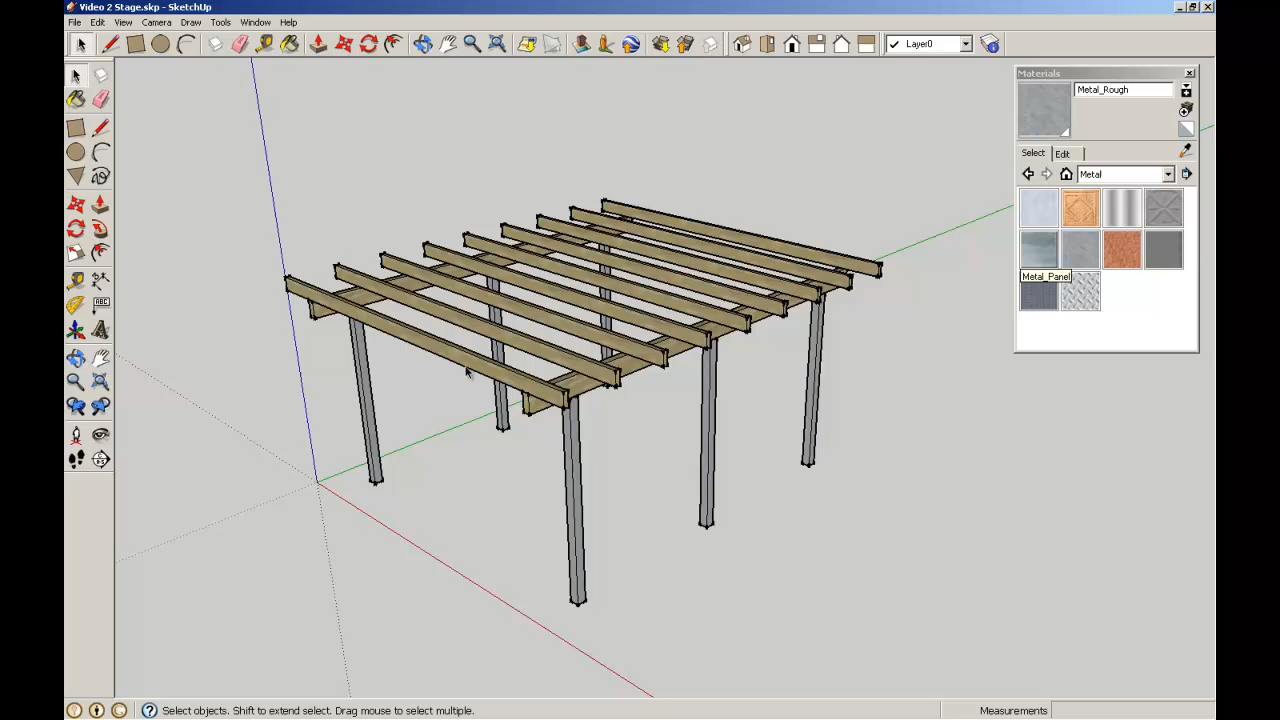 Video 2 Stage.skp - SketchUp
File Edit View Camera Draw Tools Window Help
Layer0
Materials
Metal_Rough
Select Edit
Metal
Metal_Panel
ABC
Select objects. Shift to extend select. Drag mouse to select multiple.
Measurements